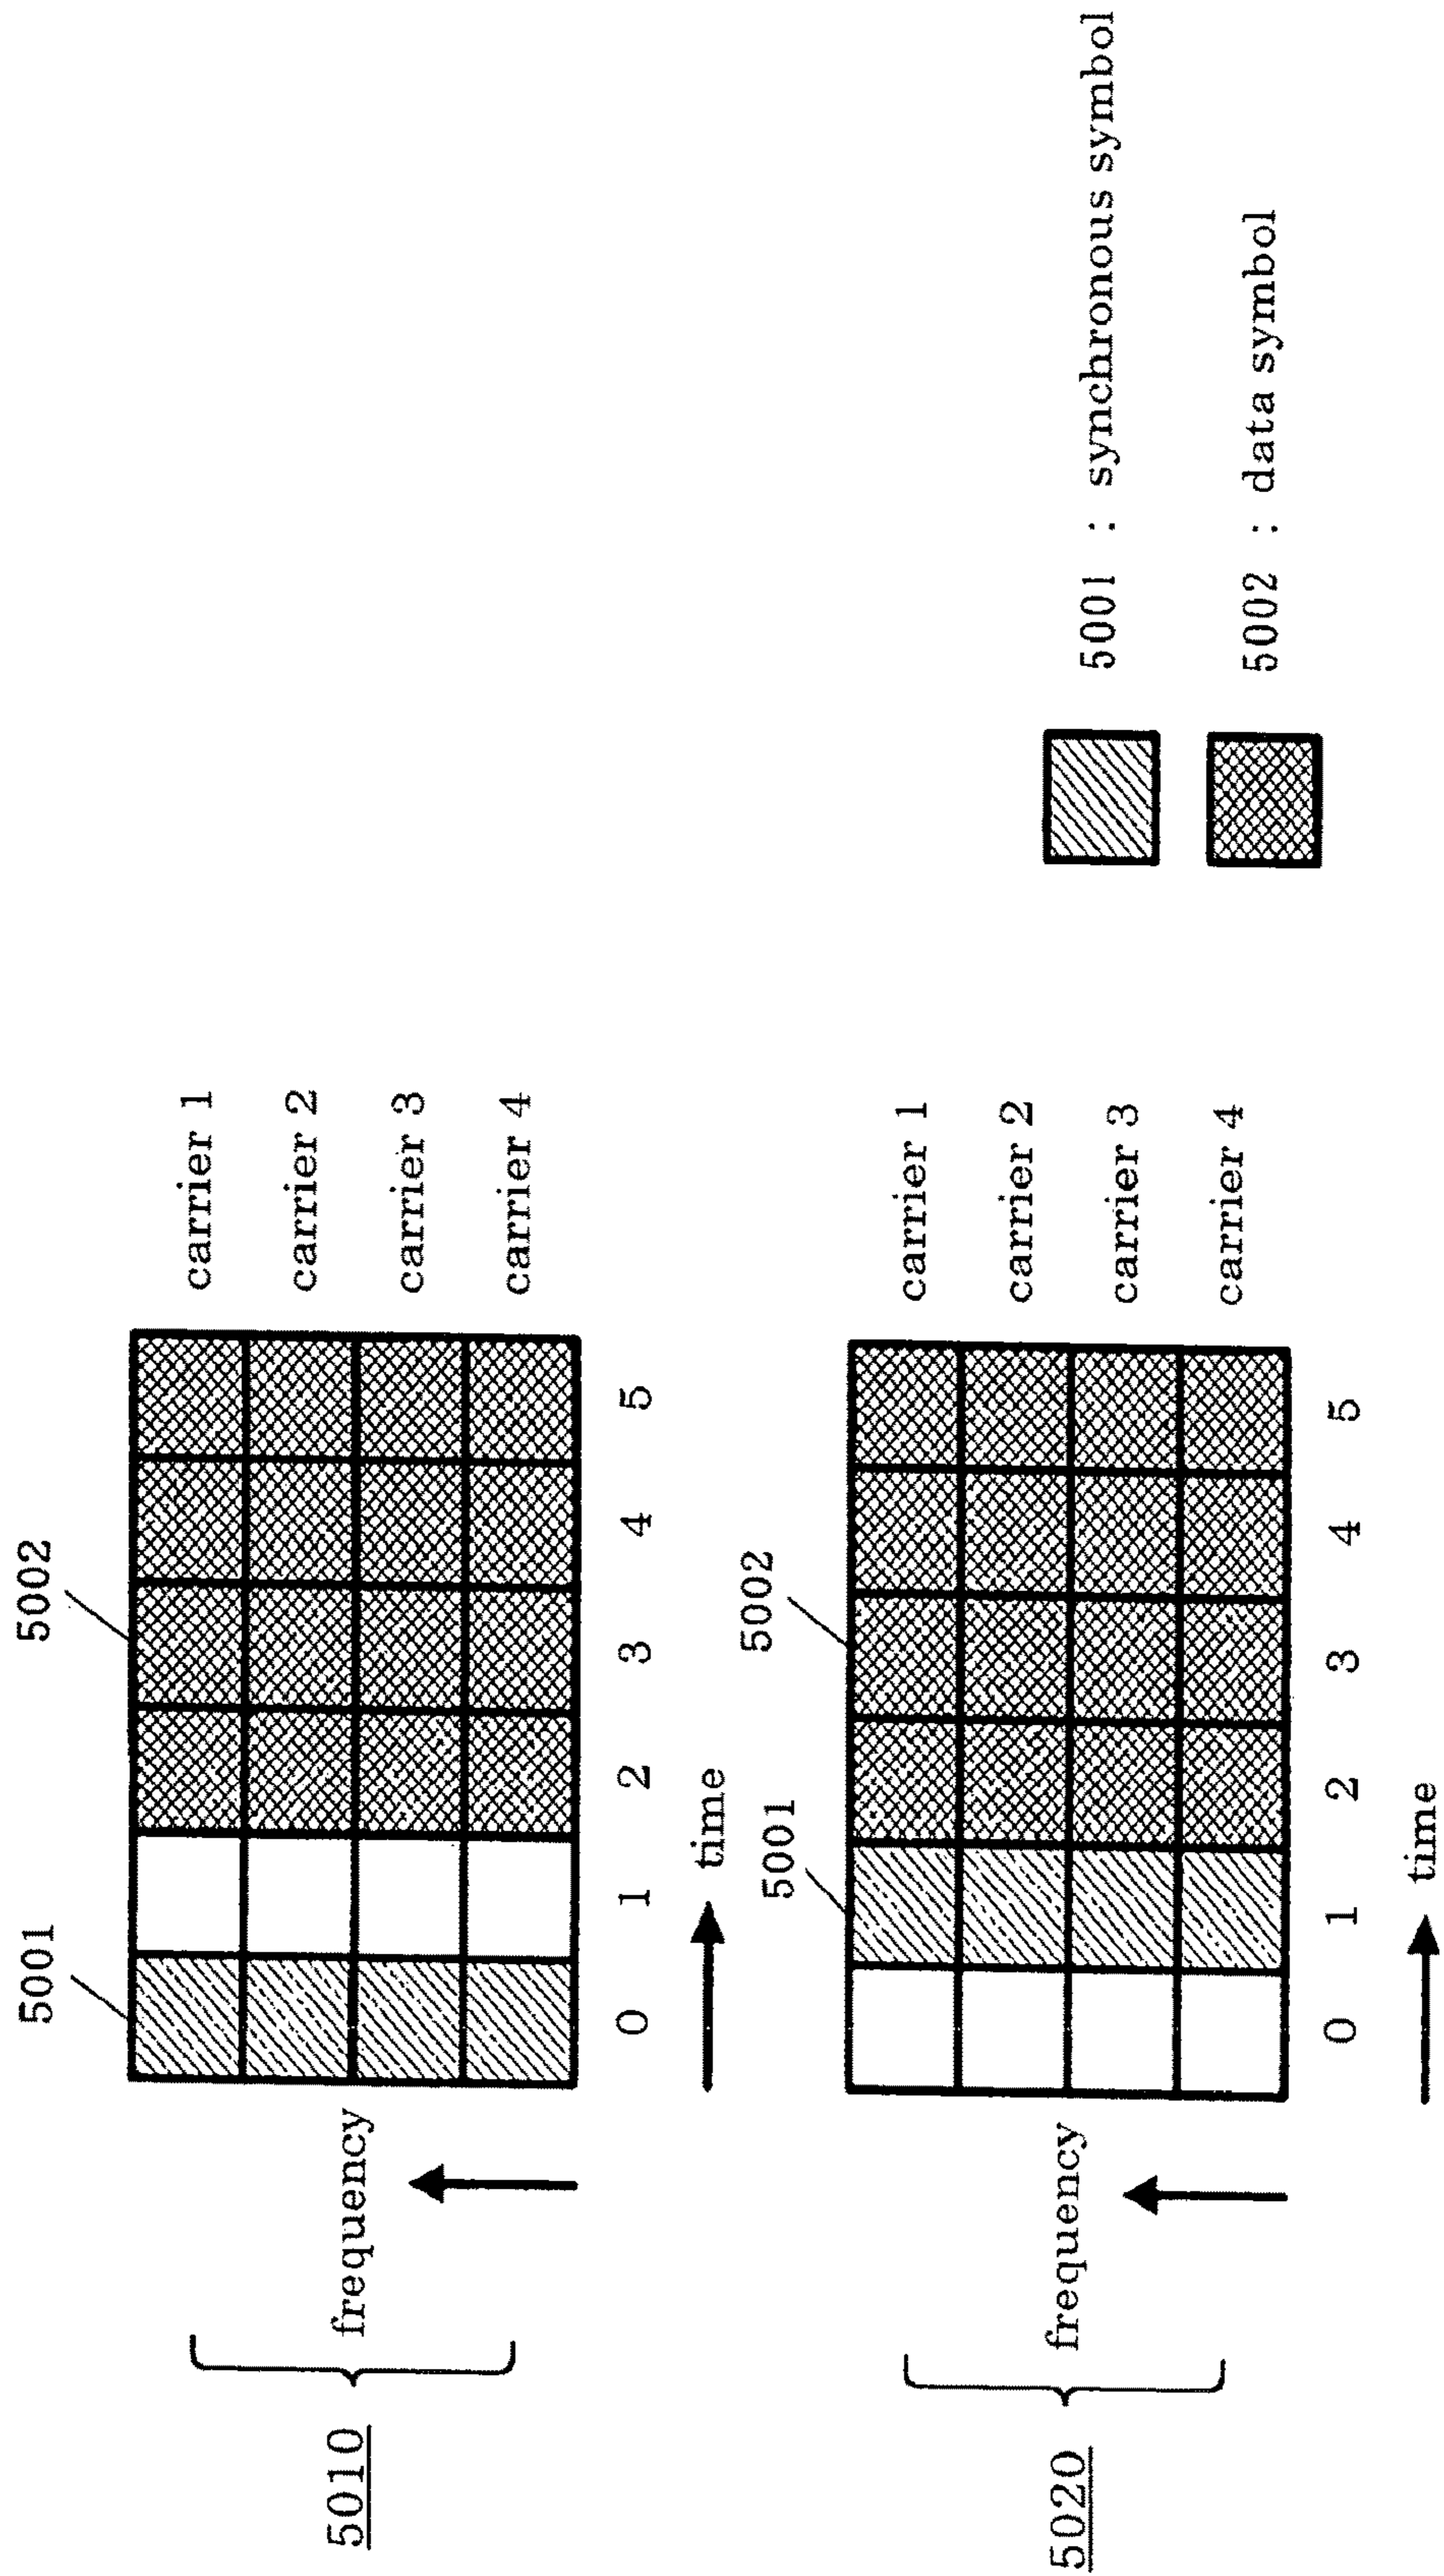 5001
5002
carrier 1
carrier 2
carrier 3
carrier 4
5010
frequency
0 1 2 3 4 5
time
5001
5002
carrier 1
carrier 2
carrier 3
carrier 4
5020
frequency
0 1 2 3 4 5
time
5001 : synchronous symbol
5002 : data symbol